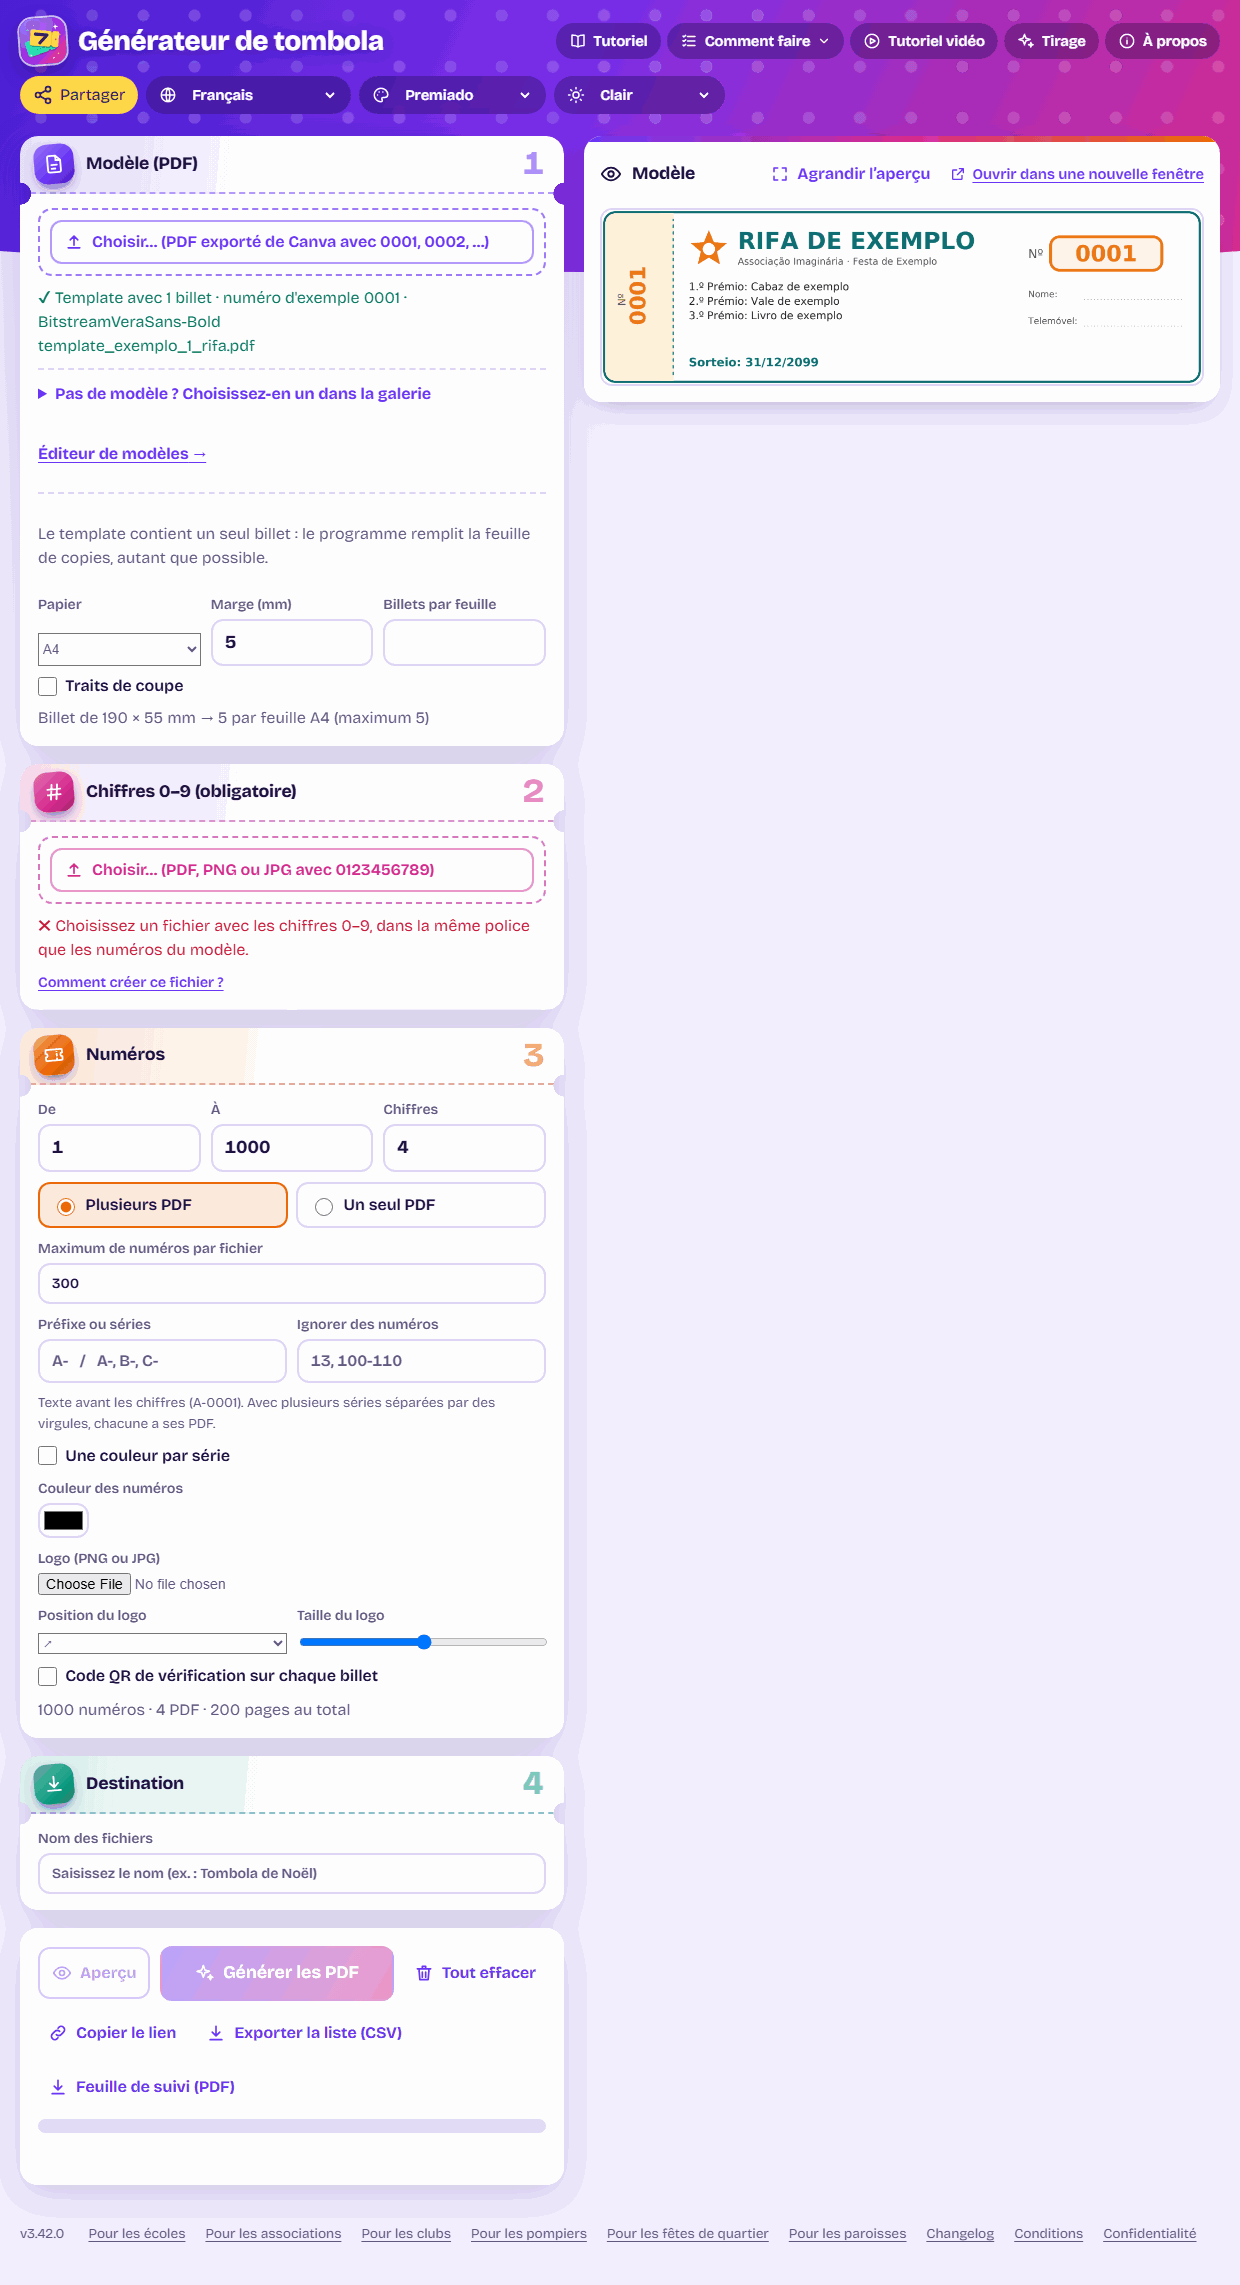 Générateur de tombola
Tutoriel
Comment faire
Tutoriel vidéo
Tirage
À propos
Partager
Français
Premiado
Clair
Modèle (PDF)
1
Choisir... (PDF exporté de Canva avec 0001, 0002, ...)
✓ Template avec 1 billet · numéro d'exemple 0001 ·
BitstreamVeraSans-Bold
template_exemplo_1_rifa.pdf
▶ Pas de modèle ? Choisissez-en un dans la galerie
Éditeur de modèles →
Le template contient un seul billet : le programme remplit la feuille
de copies, autant que possible.
Papier
Marge (mm)
Billets par feuille
A4
5
Traits de coupe
Billet de 190 × 55 mm → 5 par feuille A4 (maximum 5)
Chiffres 0–9 (obligatoire)
2
Choisir... (PDF, PNG ou JPG avec 0123456789)
✕ Choisissez un fichier avec les chiffres 0–9, dans la même police
que les numéros du modèle.
Comment créer ce fichier ?
Numéros
3
De
À
Chiffres
1
1000
4
Plusieurs PDF
Un seul PDF
Maximum de numéros par fichier
300
Préfixe ou séries
Ignorer des numéros
A- / A-, B-, C-
13, 100-110
Texte avant les chiffres (A-0001). Avec plusieurs séries séparées par des
virgules, chacune a ses PDF.
Une couleur par série
Couleur des numéros
Logo (PNG ou JPG)
Choose File No file chosen
Position du logo
Taille du logo
↗
Code QR de vérification sur chaque billet
1000 numéros · 4 PDF · 200 pages au total
Destination
4
Nom des fichiers
Saisissez le nom (ex. : Tombola de Noël)
Aperçu
Générer les PDF
Tout effacer
Copier le lien
Exporter la liste (CSV)
Feuille de suivi (PDF)
Modèle
Agrandir l'aperçu
Ouvrir dans une nouvelle fenêtre
Nº
0001
RIFA DE EXEMPLO
Associação Imaginária · Festa de Exemplo
1.º Prémio: Cabaz de exemplo
2.º Prémio: Vale de exemplo
3.º Prémio: Livro de exemplo
Sorteio: 31/12/2099
Nº 0001
Nome:
Telemóvel:
v3.42.0
Pour les écoles
Pour les associations
Pour les clubs
Pour les pompiers
Pour les fêtes de quartier
Pour les paroisses
Changelog
Conditions
Confidentialité